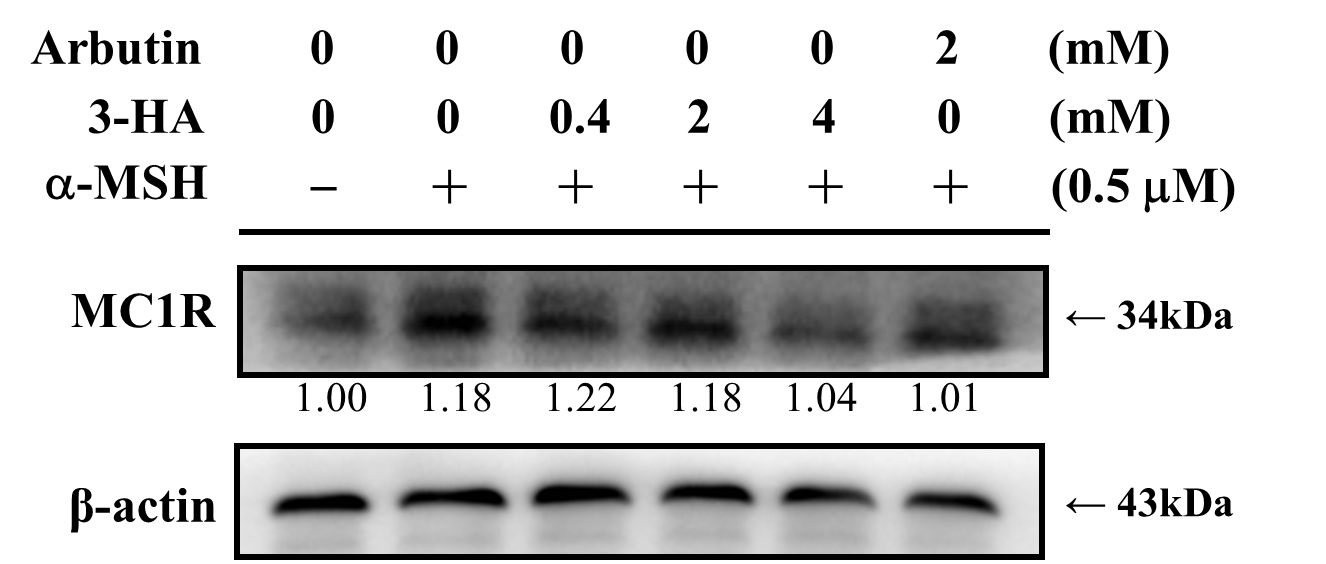 Arbutin 0 0 0 0 0 2 (mM)
3-HA 0 0 0.4 2 4 0 (mM)
α-MSH – + + + + + (0.5 μM)
MC1R ← 34kDa
1.00 1.18 1.22 1.18 1.04 1.01
β-actin ← 43kDa